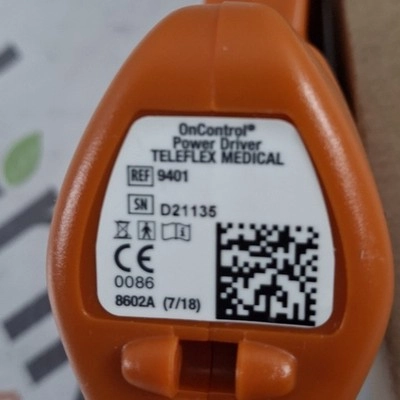 OnControl®
Power Driver
TELEFLEX MEDICAL
REF 9401
SN D21135
CE
0086
8602A (7/18)